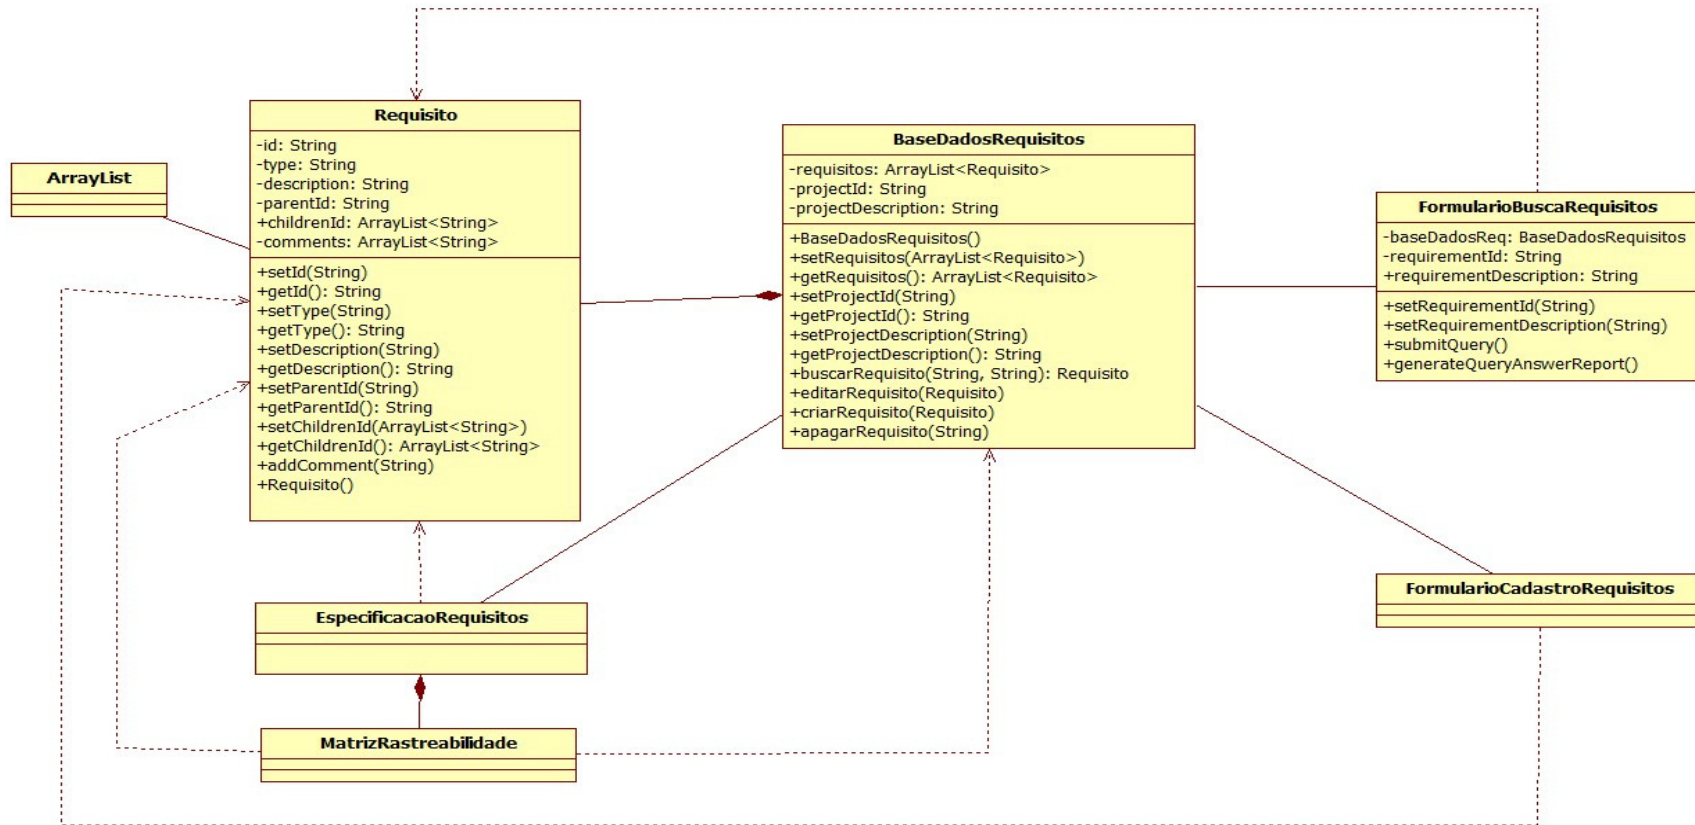 ArrayList
Requisito
-id: String
-type: String
-description: String
-parentId: String
+childrenId: ArrayList<String>
-comments: ArrayList<String>
+setId(String)
+getId(): String
+setType(String)
+getType(): String
+setDescription(String)
+getDescription(): String
+setParentId(String)
+getParentId(): String
+setChildrenId(ArrayList<String>)
+getChildrenId(): ArrayList<String>
+addComment(String)
+Requisito()
BaseDadosRequisitos
-requisitos: ArrayList<Requisito>
-projectId: String
-projectDescription: String
+BaseDadosRequisitos()
+setRequisitos(ArrayList<Requisito>)
+getRequisitos(): ArrayList<Requisito>
+setProjectId(String)
+getProjectId(): String
+setProjectDescription(String)
+getProjectDescription(): String
+buscarRequisito(String, String): Requisito
+editarRequisito(Requisito)
+criarRequisito(Requisito)
+apagarRequisito(String)
FormularioBuscaRequisitos
-baseDadosReq: BaseDadosRequisitos
-requirementId: String
+requirementDescription: String
+setRequirementId(String)
+setRequirementDescription(String)
+submitQuery()
+generateQueryAnswerReport()
EspecificacaoRequisitos
FormularioCadastroRequisitos
MatrizRastreabilidade